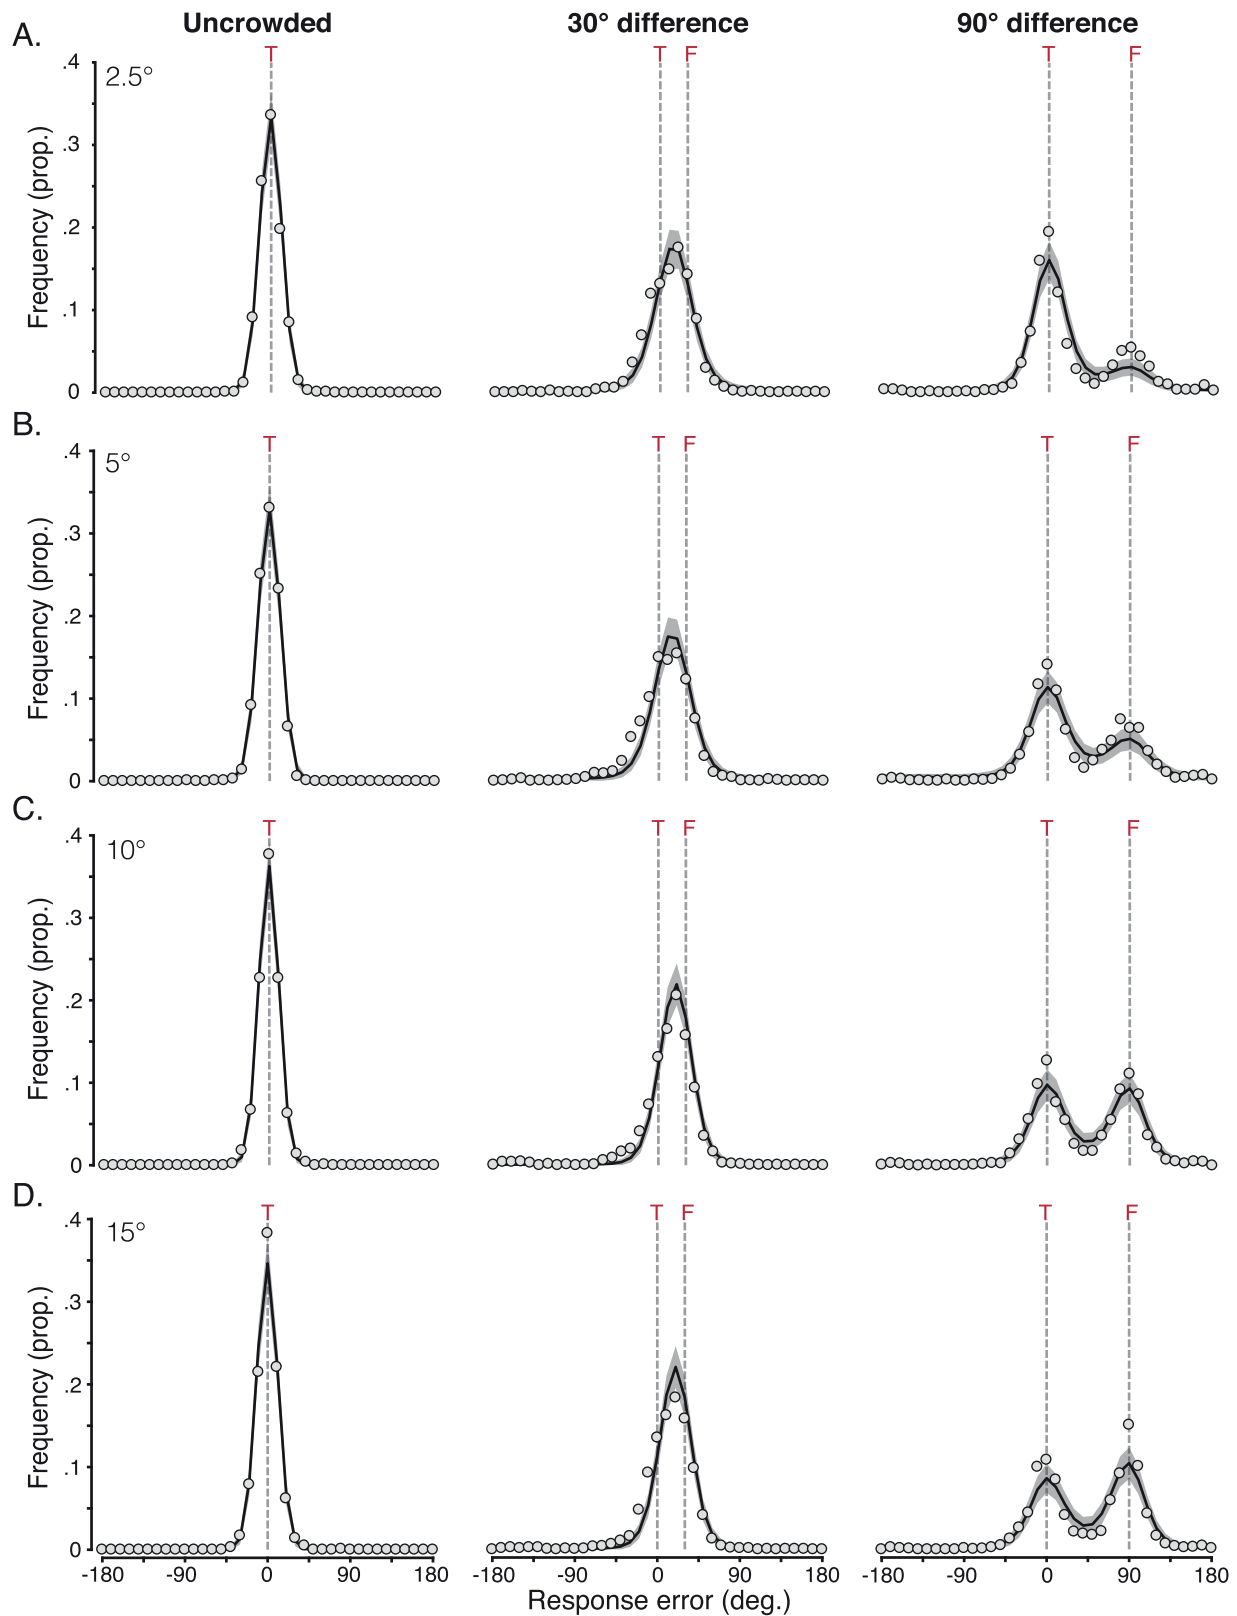 Uncrowded 30° difference 90° difference
A.
T T F T F
.4
2.5°
.3
.2
.1
0
Frequency (prop.)
B.
T T F T F
.4
5°
.3
.2
.1
0
Frequency (prop.)
C.
T T F T F
.4
10°
.3
.2
.1
0
Frequency (prop.)
D.
T T F T F
.4
15°
.3
.2
.1
0
Frequency (prop.)
-180 -90 0 90 180 -180 -90 0 90 180 -180 -90 0 90 180
Response error (deg.)